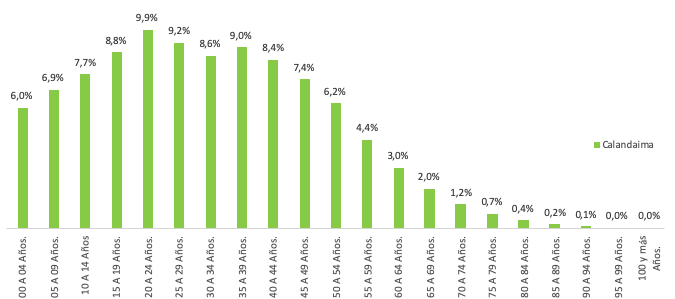 6,0%
6,9%
7,7%
8,8%
9,9%
9,2%
8,6%
9,0%
8,4%
7,4%
6,2%
4,4%
3,0%
2,0%
1,2%
0,7%
0,4%
0,2%
0,1%
0,0%
0,0%
Calandaima
00 A 04 Años.
05 A 09 Años.
10 A 14 Años
15 A 19 Años.
20 A 24 Años.
25 A 29 Años.
30 A 34 Años.
35 A 39 Años.
40 A 44 Años.
45 A 49 Años.
50 A 54 Años.
55 A 59 Años.
60 A 64 Años.
65 A 69 Años.
70 A 74 Años.
75 A 79 Años.
80 A 84 Años.
85 A 89 Años.
90 A 94 Años.
95 A 99 Años.
100 y más
Años.